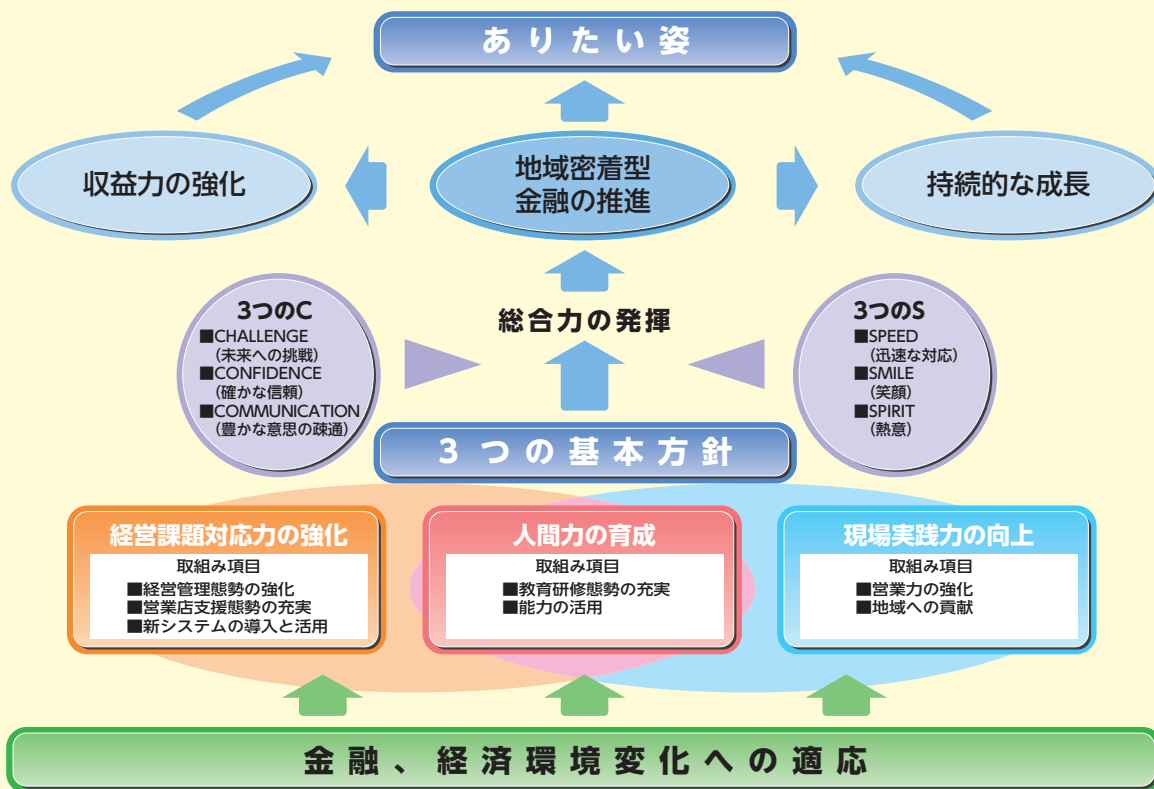 ありたい姿
収益力の強化
地域密着型
金融の推進
持続的な成長
3つのC
■CHALLENGE
(未来への挑戦)
■CONFIDENCE
(確かな信頼)
■COMMUNICATION
(豊かな意思の疎通)
総合力の発揮
3つのS
■SPEED
(迅速な対応)
■SMILE
(笑顔)
■SPIRIT
(熱意)
3つの基本方針
経営課題対応力の強化
取組み項目
■経営管理態勢の強化
■営業店支援態勢の充実
■新システムの導入と活用
人間力の育成
取組み項目
■教育研修態勢の充実
■能力の活用
現場実践力の向上
取組み項目
■営業力の強化
■地域への貢献
金融、経済環境変化への適応